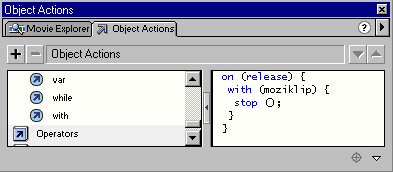 Object Actions
Movie Explorer
Object Actions
?
+ − Object Actions
var
while
with
Operators
on (release) {
with (moziklip) {
stop ();
}
}